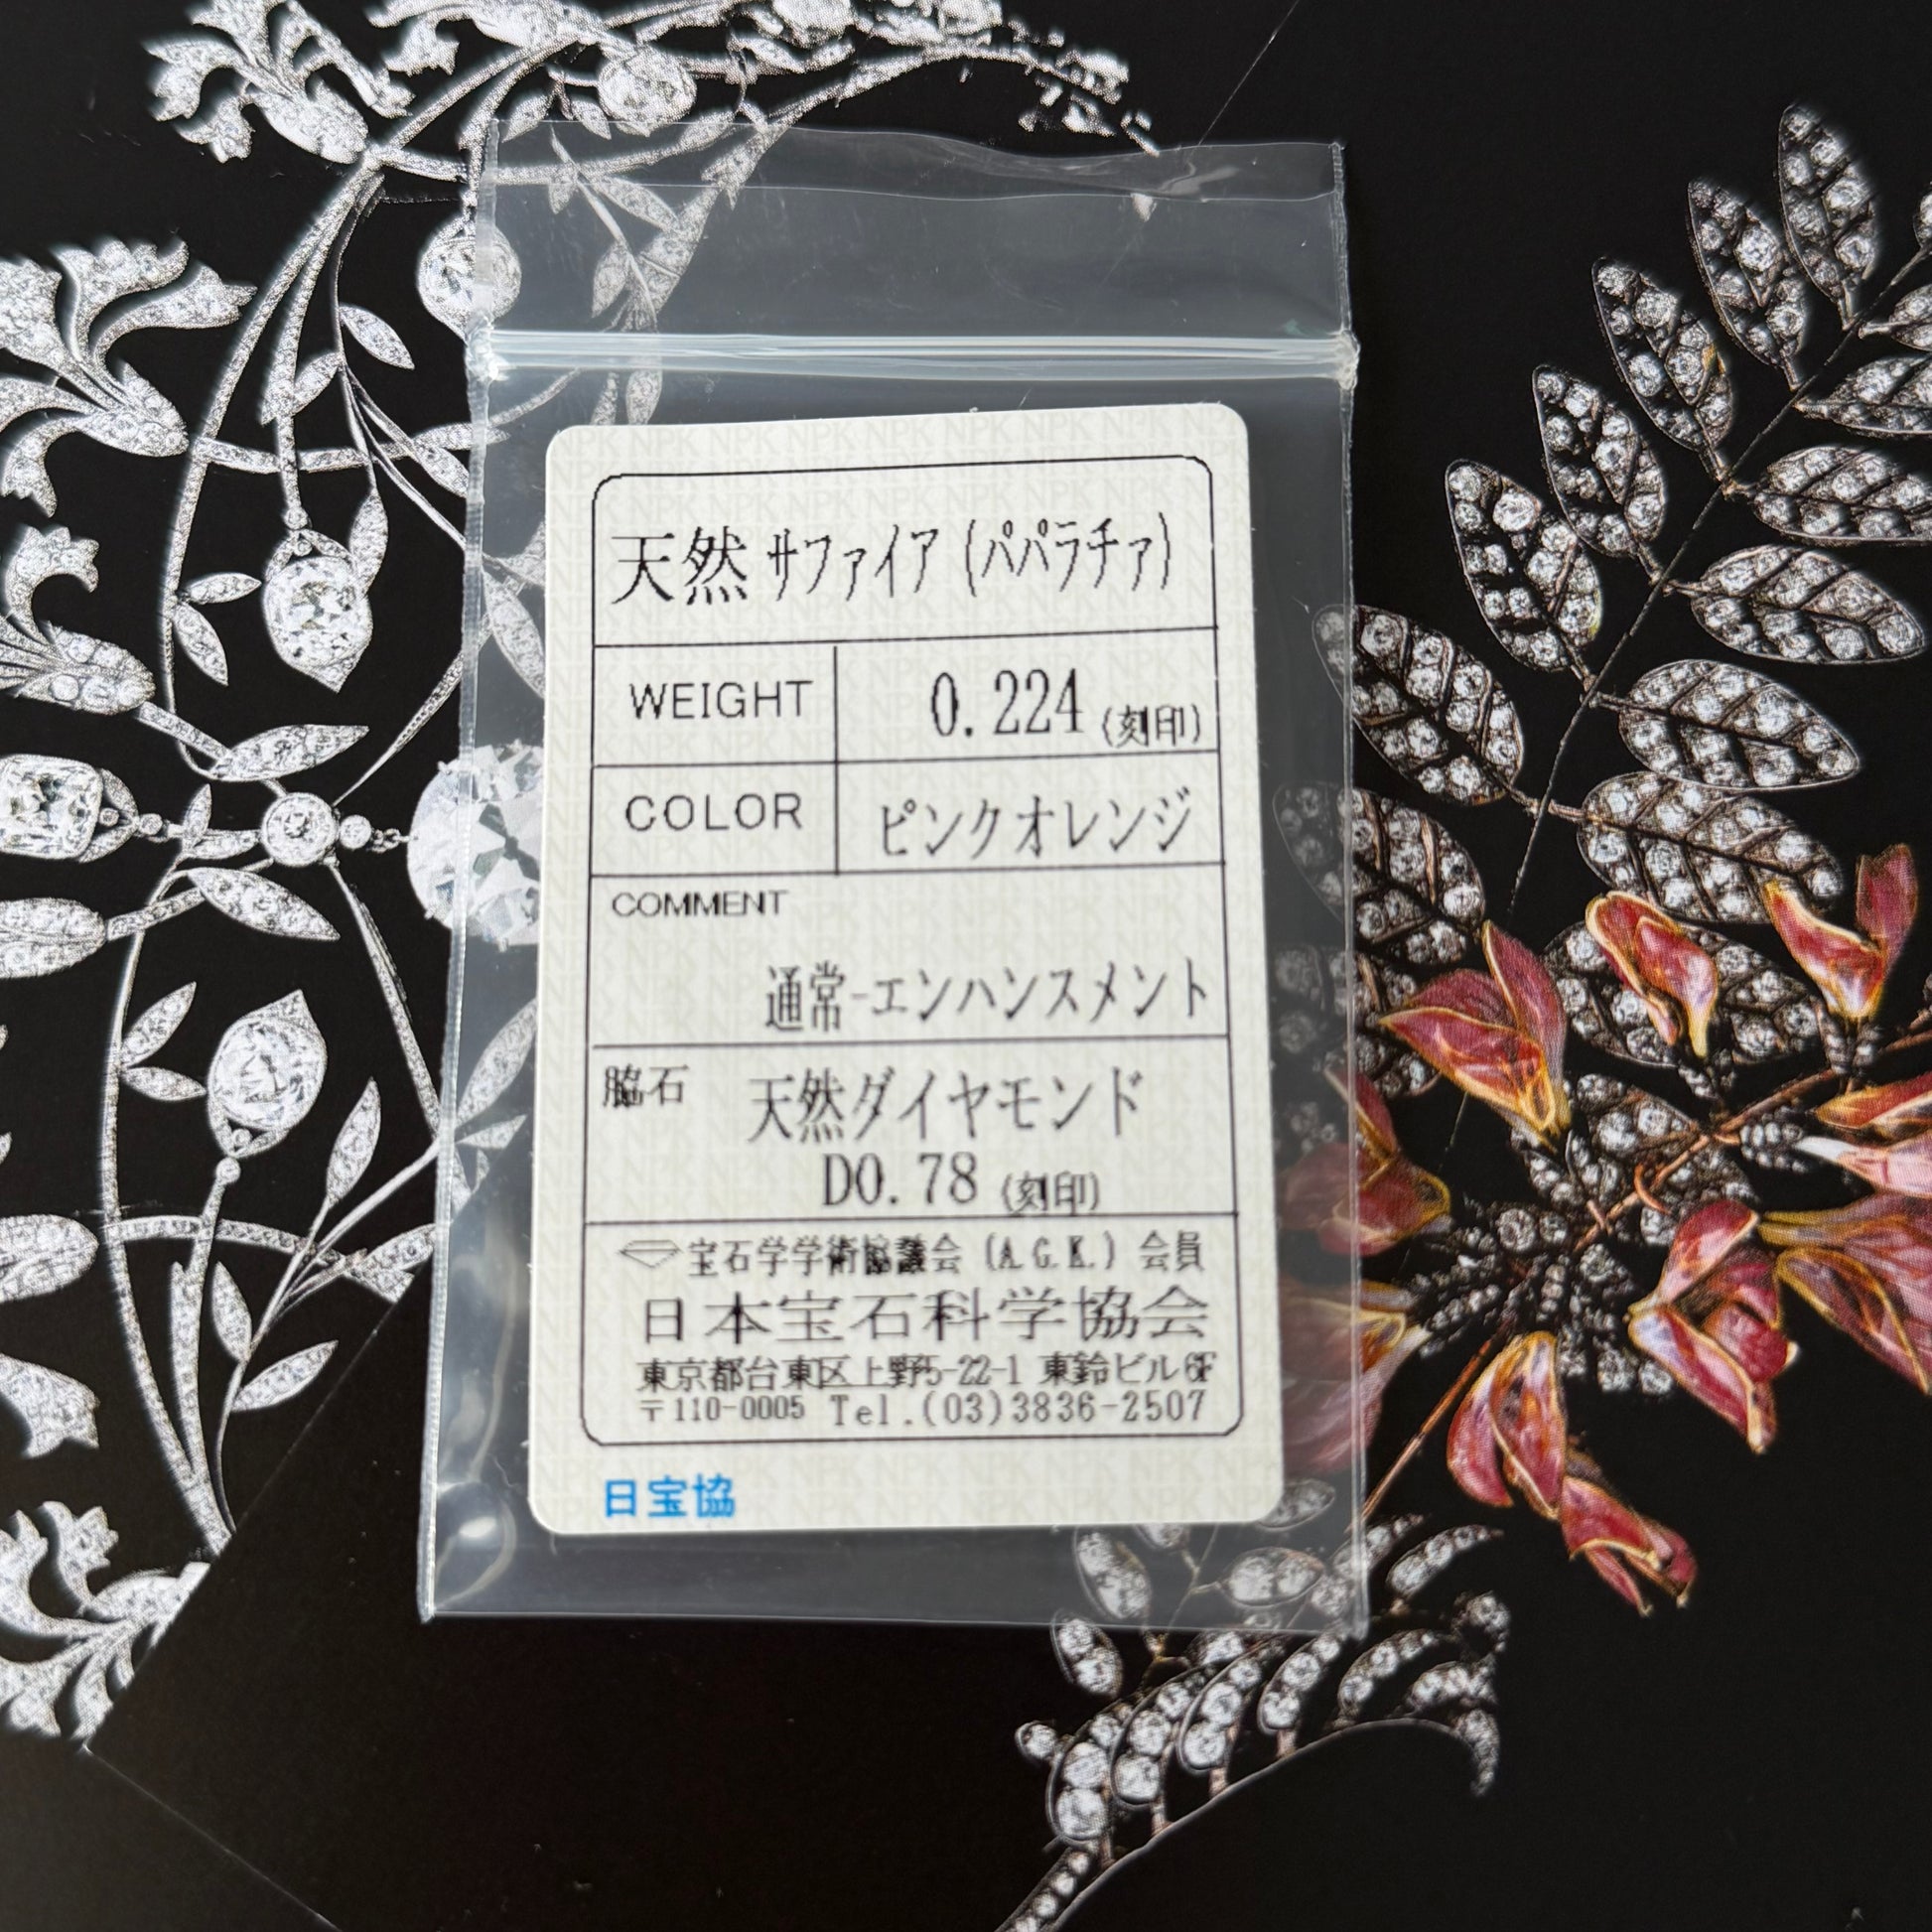 天然 サファイア (パパラチァ)
WEIGHT 0.224 (刻印)
COLOR ピンクオレンジ
COMMENT
通常-エンハンスメント
脇石 天然ダイヤモンド
D0.78 (刻印)
宝石学学術協議会 (A.G.K.) 会員
日本宝石科学協会
東京都台東区上野5-22-1 東鈴ビル6F
〒110-0005 Tel.(03)3836-2507
日宝協